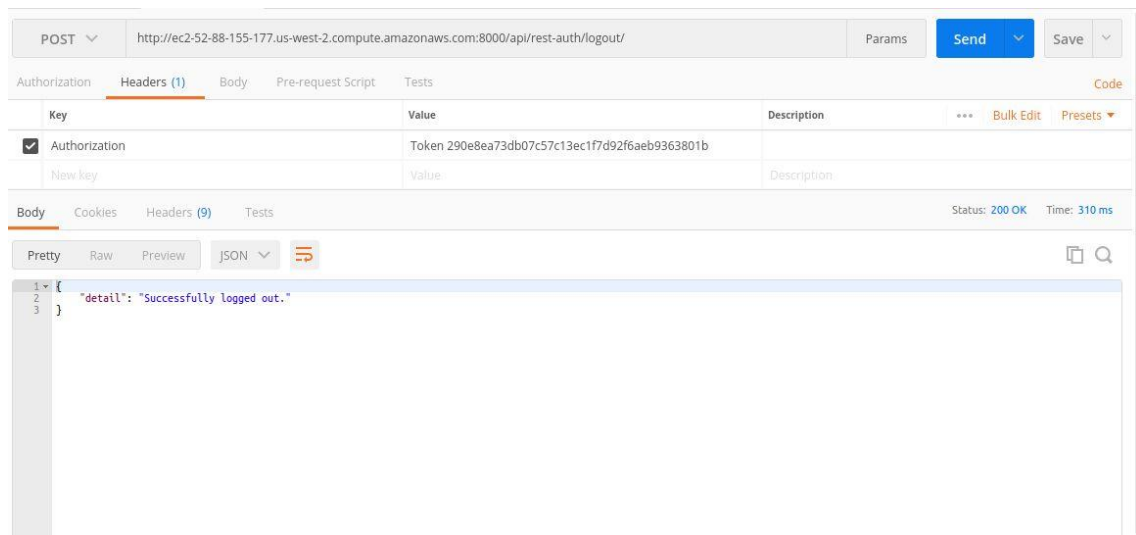 POST http://ec2-52-88-155-177.us-west-2.compute.amazonaws.com:8000/api/rest-auth/logout/ Params Send Save
Authorization Headers (1) Body Pre-request Script Tests Code
Key Value Description Bulk Edit Presets
Authorization Token 290e8ea73db07c57c13ec1f7d92f6aeb9363801b
New key Value Description
Body Cookies Headers (9) Tests Status: 200 OK Time: 310 ms
Pretty Raw Preview JSON
1 {
2 "detail": "Successfully logged out."
3 }